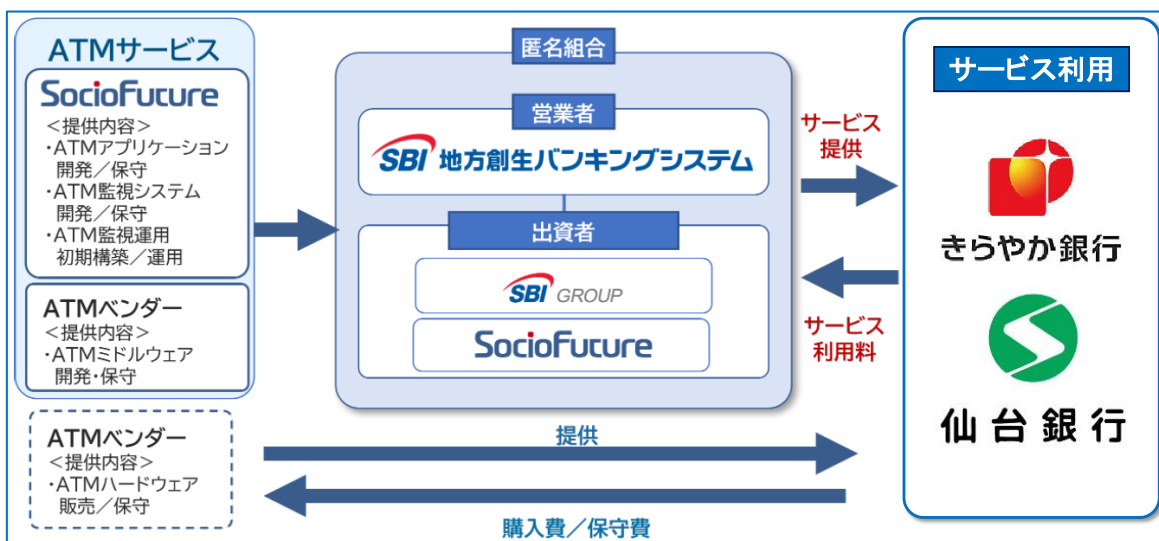 ATMサービス
SocioFuture
＜提供内容＞
・ATMアプリケーション
開発／保守
・ATM監視システム
開発／保守
・ATM監視運用
初期構築／運用
ATMベンダー
＜提供内容＞
・ATMミドルウェア
開発・保守
ATMベンダー
＜提供内容＞
・ATMハードウェア
販売／保守
匿名組合
営業者
SBI 地方創生バンキングシステム
出資者
SBI GROUP
SocioFuture
サービス
提供
サービス
利用料
提供
購入費／保守費
サービス利用
きらやか銀行
仙台銀行